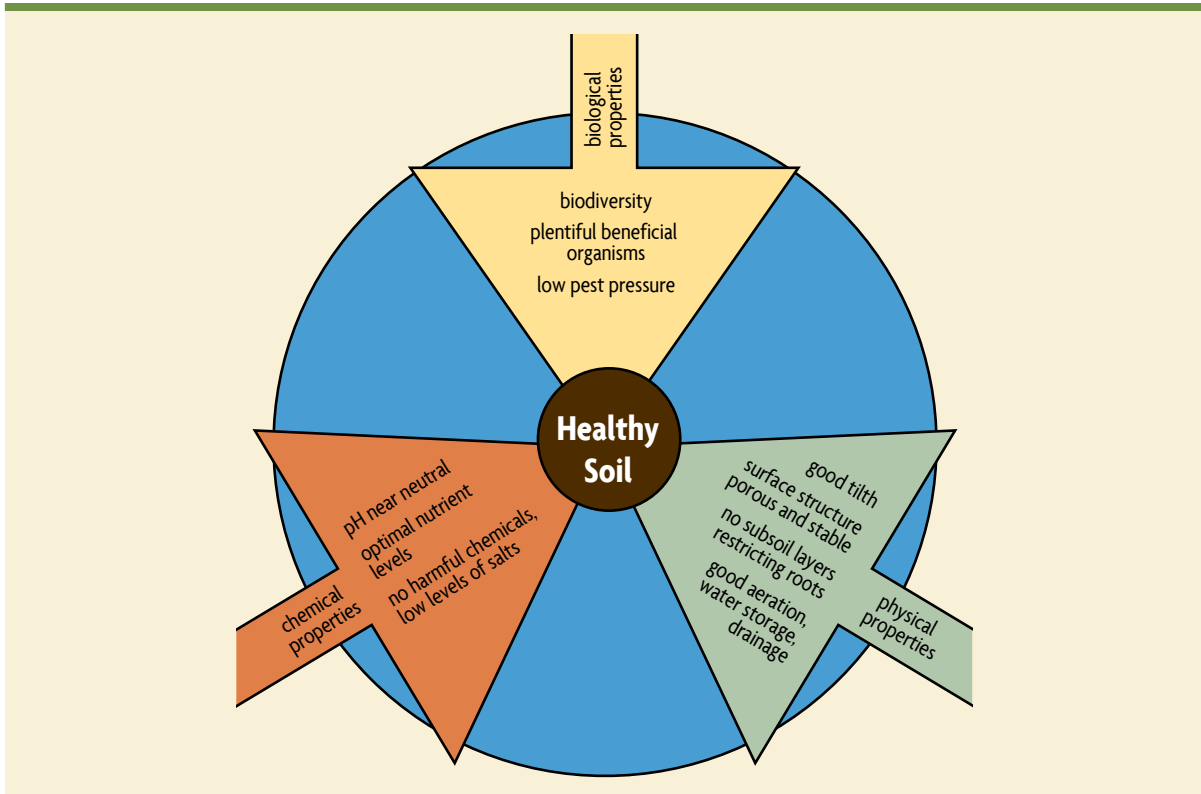 biological
properties
biodiversity
plentiful beneficial
organisms
low pest pressure
Healthy
Soil
pH near neutral
optimal nutrient
levels
no harmful chemicals,
low levels of salts
chemical
properties
good tilth
surface structure
porous and stable
no subsoil layers
restricting roots
good aeration,
water storage,
drainage
physical
properties